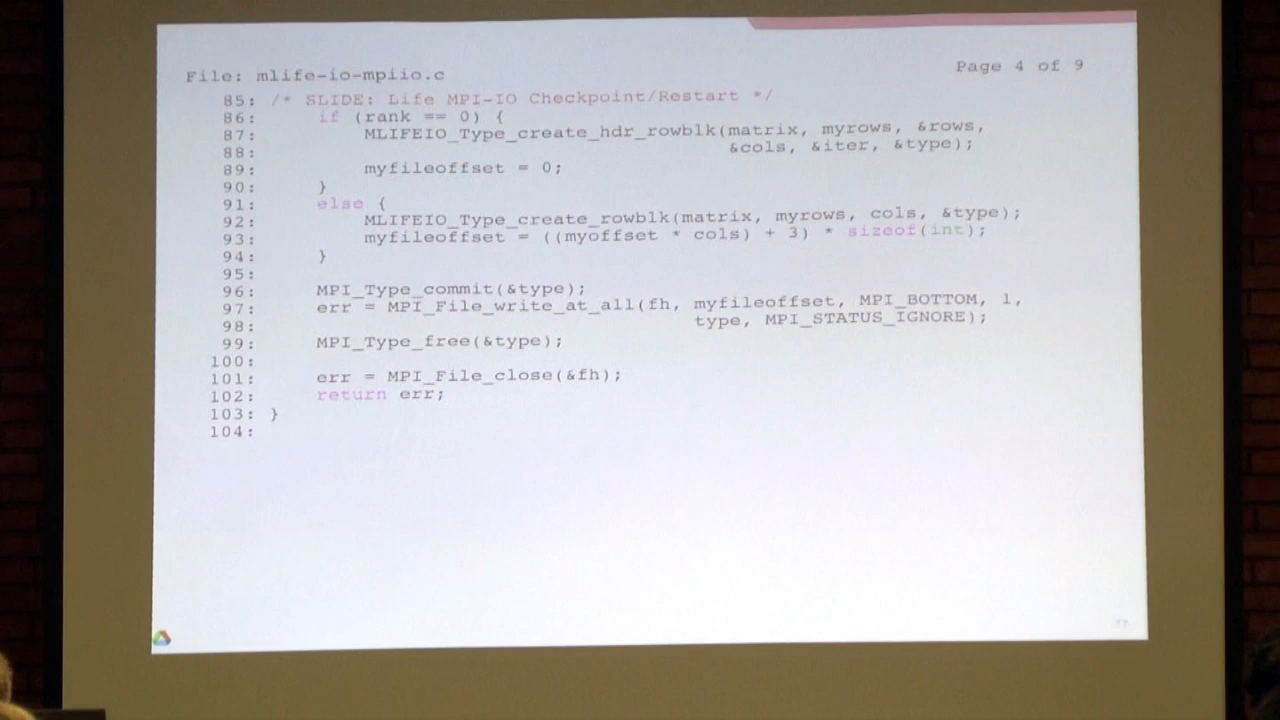 File: mlife-io-mpiio.c
Page 4 of 9
85: /* SLIDE: Life MPI-IO Checkpoint/Restart */
86: if (rank == 0) {
87: MLIFEIO_Type_create_hdr_rowblk(matrix, myrows, &rows,
88: &cols, &iter, &type);
89: myfileoffset = 0;
90: }
91: else {
92: MLIFEIO_Type_create_rowblk(matrix, myrows, cols, &type);
93: myfileoffset = ((myoffset * cols) + 3) * sizeof(int);
94: }
95:
96: MPI_Type_commit(&type);
97: err = MPI_File_write_at_all(fh, myfileoffset, MPI_BOTTOM, 1,
98: type, MPI_STATUS_IGNORE);
99: MPI_Type_free(&type);
100:
101: err = MPI_File_close(&fh);
102: return err;
103: }
104: